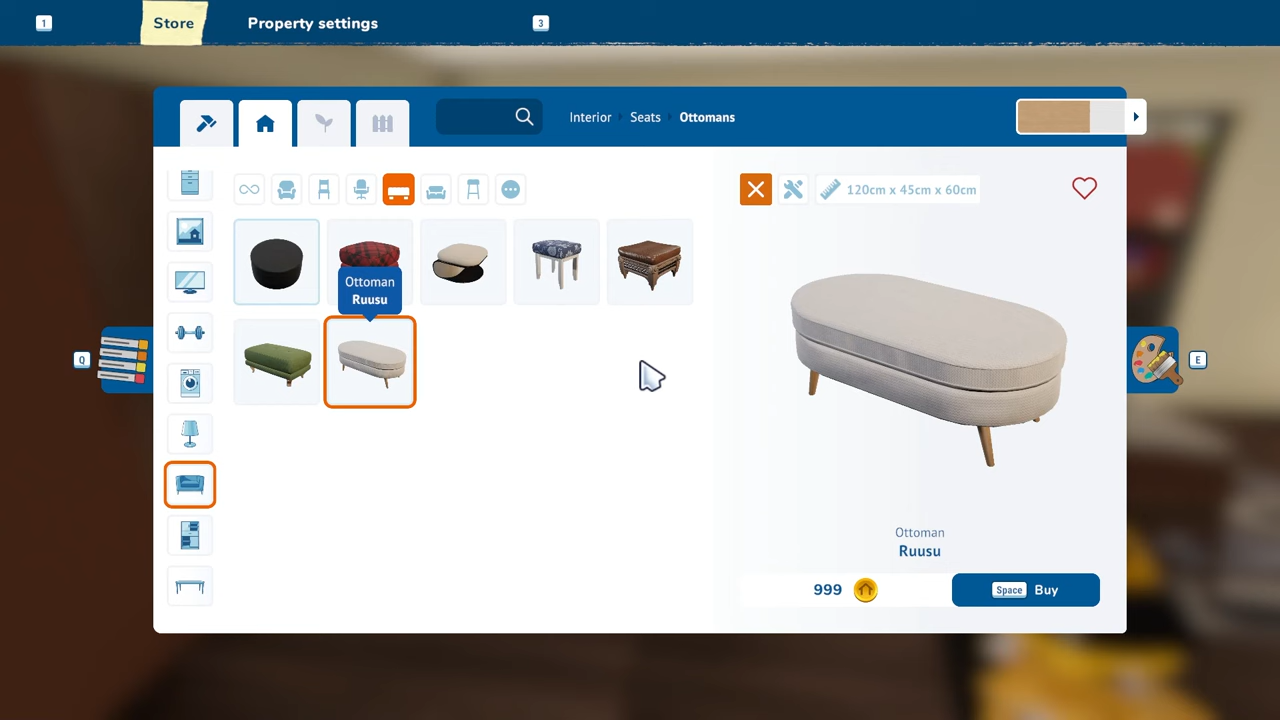 1
Store
Property settings
3
Interior Seats Ottomans
120cm x 45cm x 60cm
Ottoman
Ruusu
Q
E
Ottoman
Ruusu
999
Space Buy